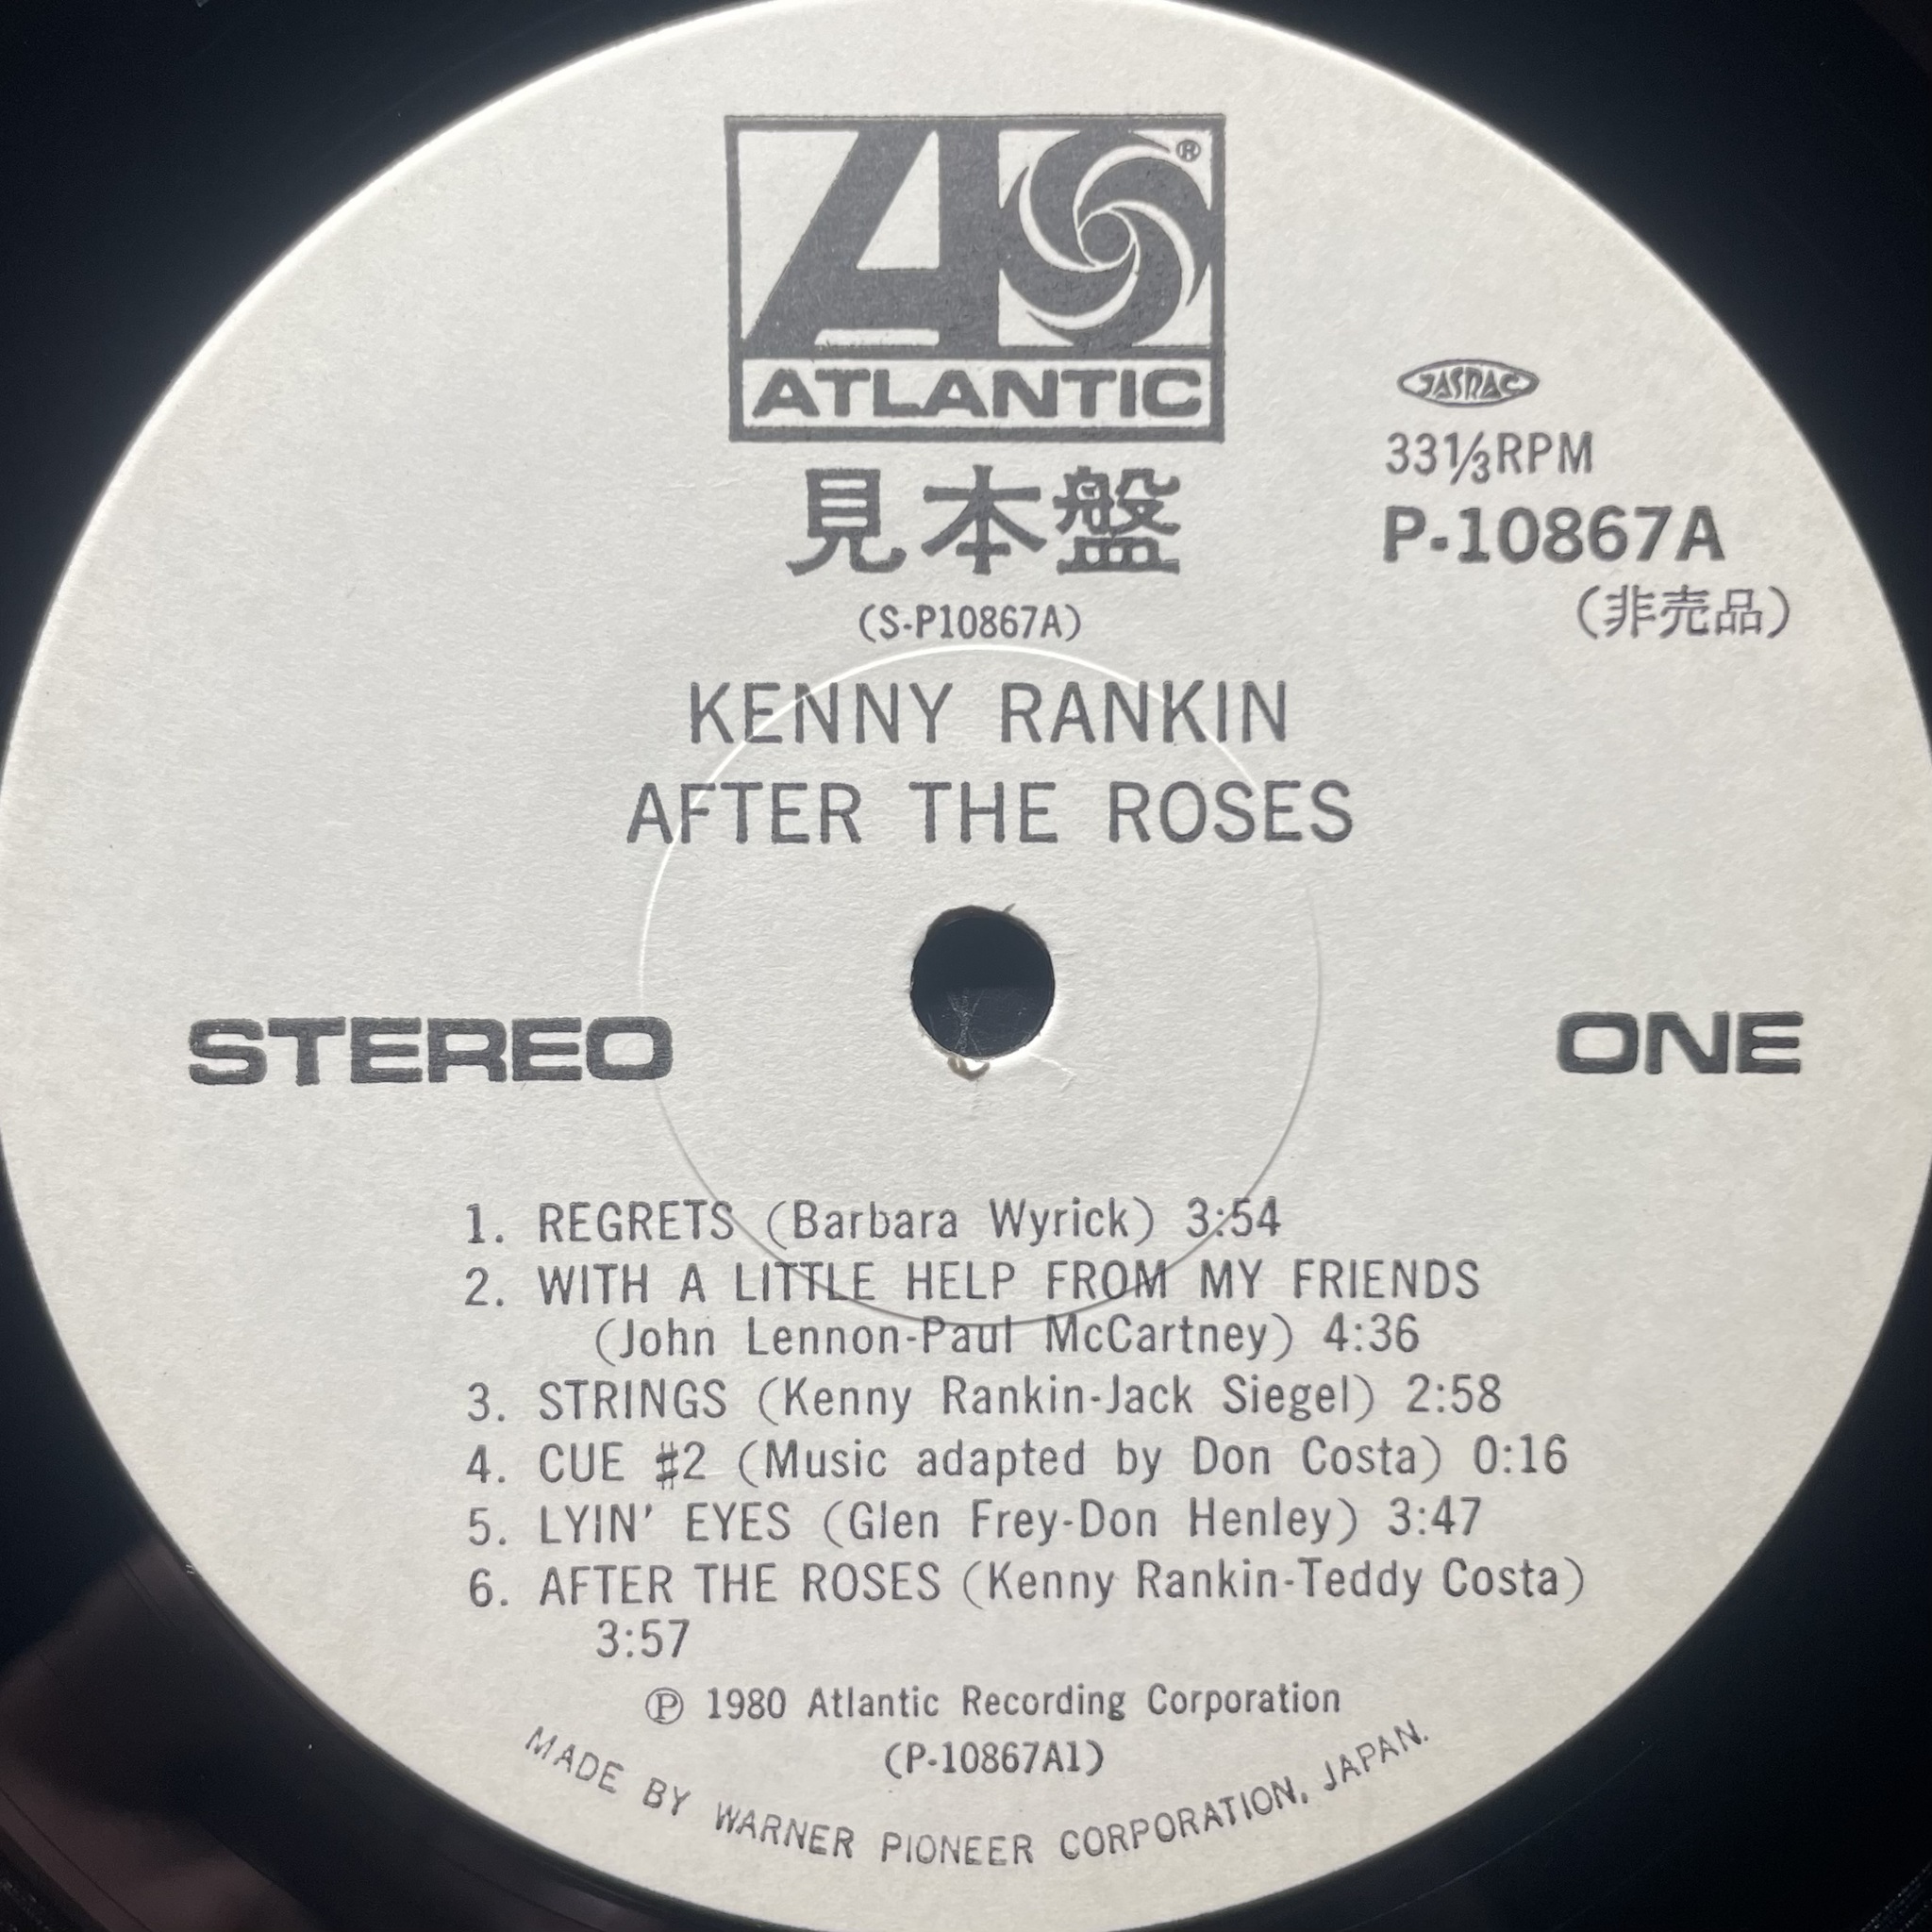 ATLANTIC
®
JASRAC
33⅓RPM
見本盤
P-10867A
(非売品)
(S-P10867A)
KENNY RANKIN
AFTER THE ROSES
STEREO
ONE
1. REGRETS (Barbara Wyrick) 3:54
2. WITH A LITTLE HELP FROM MY FRIENDS
(John Lennon-Paul McCartney) 4:36
3. STRINGS (Kenny Rankin-Jack Siegel) 2:58
4. CUE #2 (Music adapted by Don Costa) 0:16
5. LYIN' EYES (Glen Frey-Don Henley) 3:47
6. AFTER THE ROSES (Kenny Rankin-Teddy Costa)
3:57
℗ 1980 Atlantic Recording Corporation
(P-10867A1)
MADE BY WARNER PIONEER CORPORATION, JAPAN.